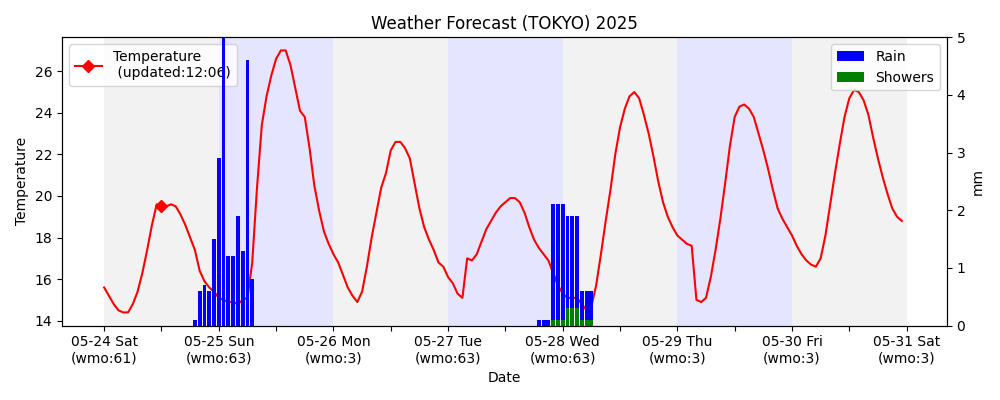 Weather Forecast (TOKYO) 2025
Temperature
(updated:12:06)
Rain
Showers
Temperature
26
24
22
20
18
16
14
5
4
3
2
1
0
mm
05-24 Sat
(wmo:61)
05-25 Sun
(wmo:63)
05-26 Mon
(wmo:3)
05-27 Tue
(wmo:63)
05-28 Wed
(wmo:63)
05-29 Thu
(wmo:3)
05-30 Fri
(wmo:3)
05-31 Sat
(wmo:3)
Date